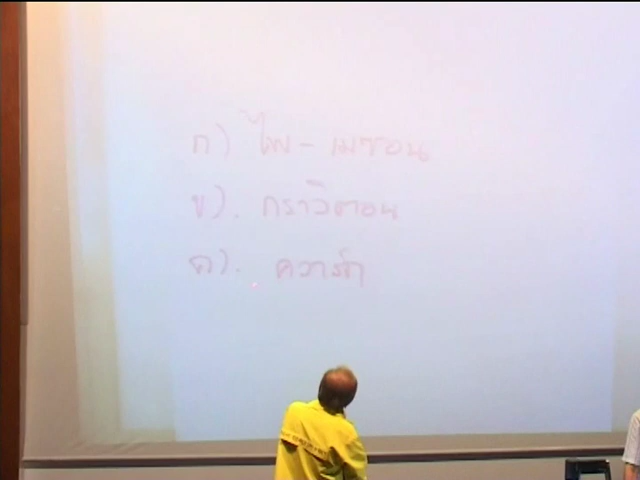 ก) ไพ - เมซอน
ข). กราวิตอน
ค). ควาร์ก